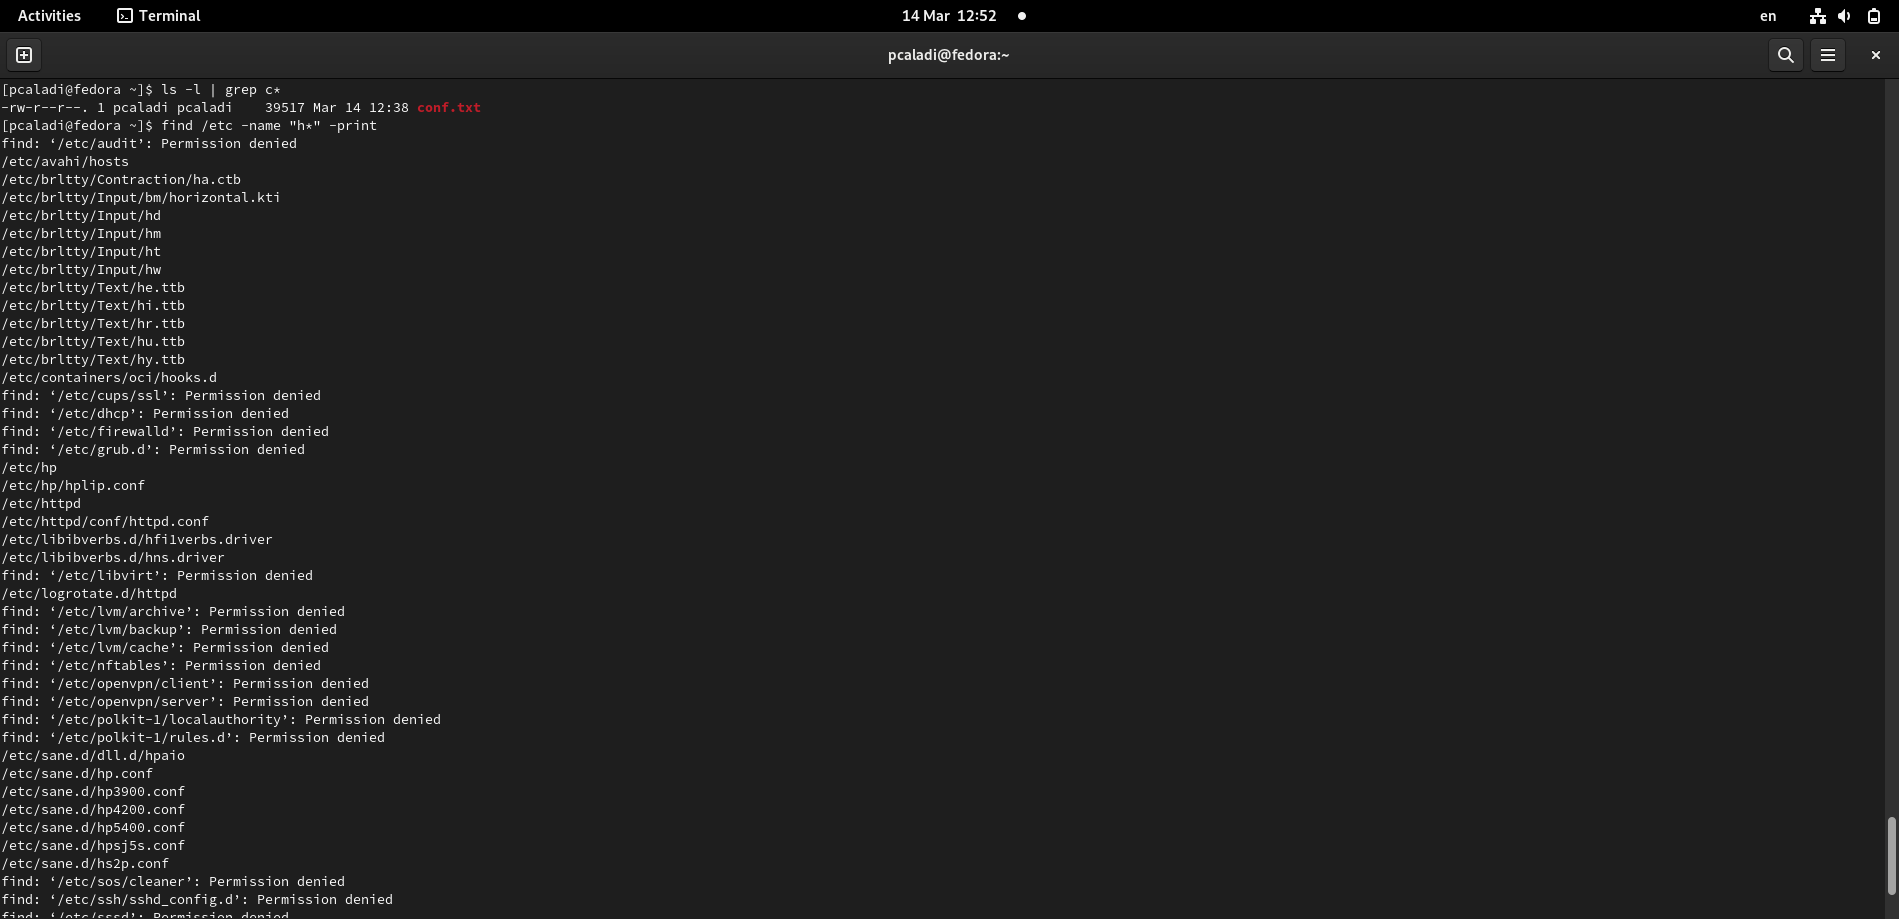 Activities Terminal 14 Mar 12:52 en
pcaladi@fedora:~
[pcaladi@fedora ~]$ ls -l | grep c*
-rw-r--r--. 1 pcaladi pcaladi    39517 Mar 14 12:38 conf.txt
[pcaladi@fedora ~]$ find /etc -name "h*" -print
find: ‘/etc/audit’: Permission denied
/etc/avahi/hosts
/etc/brltty/Contraction/ha.ctb
/etc/brltty/Input/bm/horizontal.kti
/etc/brltty/Input/hd
/etc/brltty/Input/hm
/etc/brltty/Input/ht
/etc/brltty/Input/hw
/etc/brltty/Text/he.ttb
/etc/brltty/Text/hi.ttb
/etc/brltty/Text/hr.ttb
/etc/brltty/Text/hu.ttb
/etc/brltty/Text/hy.ttb
/etc/containers/oci/hooks.d
find: ‘/etc/cups/ssl’: Permission denied
find: ‘/etc/dhcp’: Permission denied
find: ‘/etc/firewalld’: Permission denied
find: ‘/etc/grub.d’: Permission denied
/etc/hp
/etc/hp/hplip.conf
/etc/httpd
/etc/httpd/conf/httpd.conf
/etc/libibverbs.d/hfi1verbs.driver
/etc/libibverbs.d/hns.driver
find: ‘/etc/libvirt’: Permission denied
/etc/logrotate.d/httpd
find: ‘/etc/lvm/archive’: Permission denied
find: ‘/etc/lvm/backup’: Permission denied
find: ‘/etc/lvm/cache’: Permission denied
find: ‘/etc/nftables’: Permission denied
find: ‘/etc/openvpn/client’: Permission denied
find: ‘/etc/openvpn/server’: Permission denied
find: ‘/etc/polkit-1/localauthority’: Permission denied
find: ‘/etc/polkit-1/rules.d’: Permission denied
/etc/sane.d/dll.d/hpaio
/etc/sane.d/hp.conf
/etc/sane.d/hp3900.conf
/etc/sane.d/hp4200.conf
/etc/sane.d/hp5400.conf
/etc/sane.d/hpsj5s.conf
/etc/sane.d/hs2p.conf
find: ‘/etc/sos/cleaner’: Permission denied
find: ‘/etc/ssh/sshd_config.d’: Permission denied
find: ‘/etc/sssd’: Permission denied